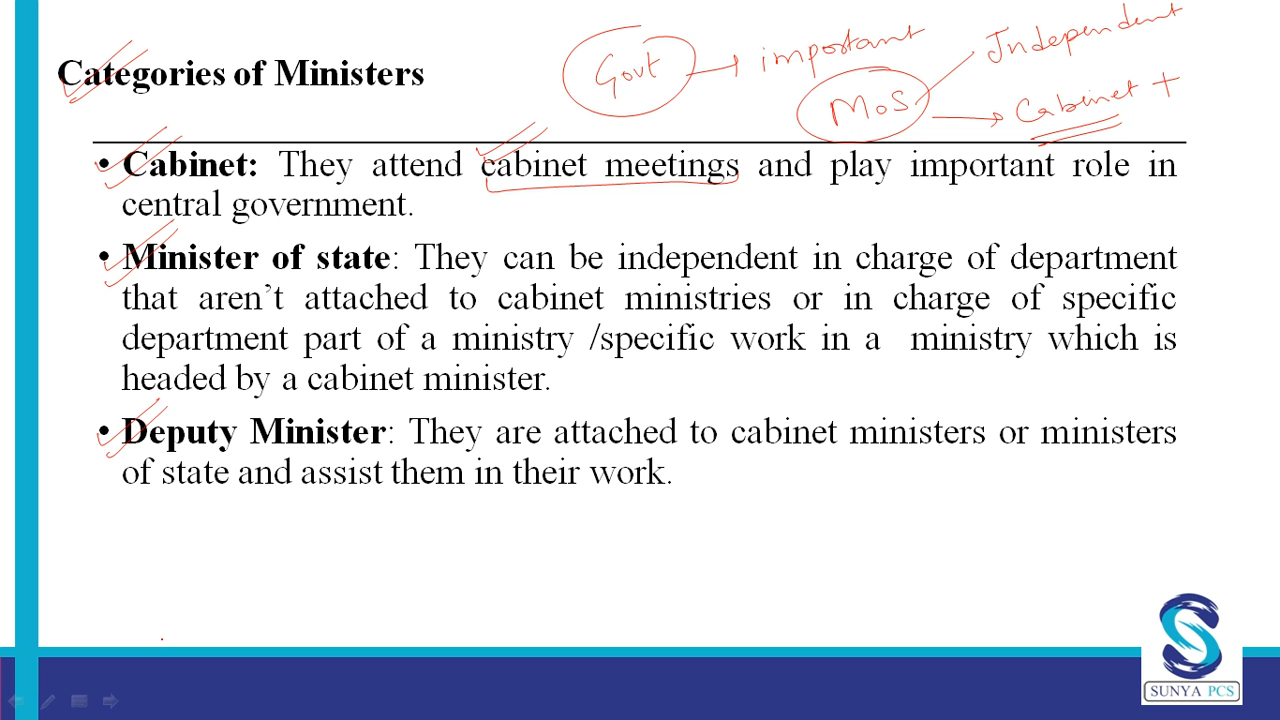 Categories of Ministers
Govt → important
MoS
Independent
Cabinet +
• Cabinet: They attend cabinet meetings and play important role in
central government.
• Minister of state: They can be independent in charge of department
that aren’t attached to cabinet ministries or in charge of specific
department part of a ministry /specific work in a ministry which is
headed by a cabinet minister.
• Deputy Minister: They are attached to cabinet ministers or ministers
of state and assist them in their work.
SUNYA PCS